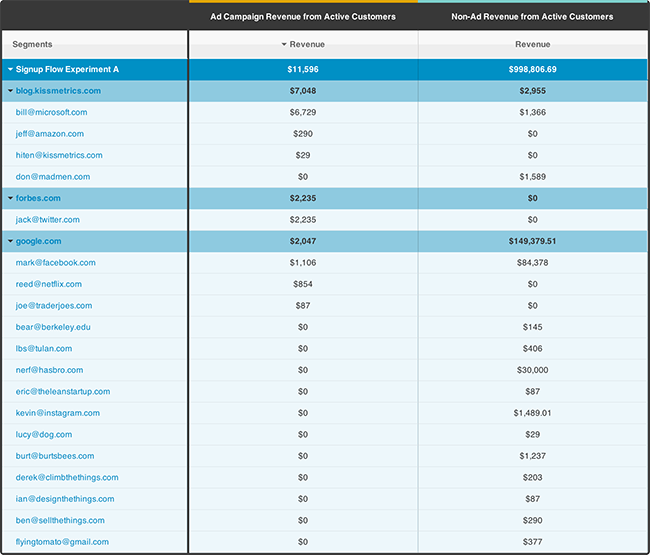 Ad Campaign Revenue from Active Customers Non-Ad Revenue from Active Customers
Segments Revenue Revenue
Signup Flow Experiment A $11,596 $998,806.69
blog.kissmetrics.com $7,048 $2,955
bill@microsoft.com $6,729 $1,366
jeff@amazon.com $290 $0
hiten@kissmetrics.com $29 $0
don@madmen.com $0 $1,589
forbes.com $2,235 $0
jack@twitter.com $2,235 $0
google.com $2,047 $149,379.51
mark@facebook.com $1,106 $84,378
reed@netflix.com $854 $0
joe@traderjoes.com $87 $0
bear@berkeley.edu $0 $145
lbs@tulan.com $0 $406
nerf@hasbro.com $0 $30,000
eric@theleanstartup.com $0 $87
kevin@instagram.com $0 $1,489.01
lucy@dog.com $0 $29
burt@burtsbees.com $0 $1,237
derek@climbthethings.com $0 $203
ian@designthethings.com $0 $87
ben@sellthethings.com $0 $290
flyingtomato@gmail.com $0 $377